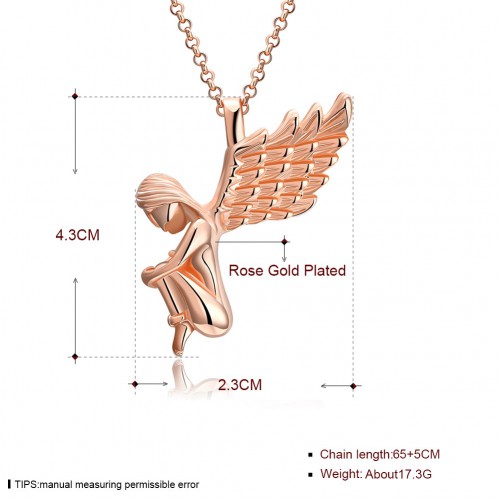 4.3CM
Rose Gold Plated
2.3CM
Chain length:65+5CM
Weight: About17.3G
TIPS:manual measuring permissible error